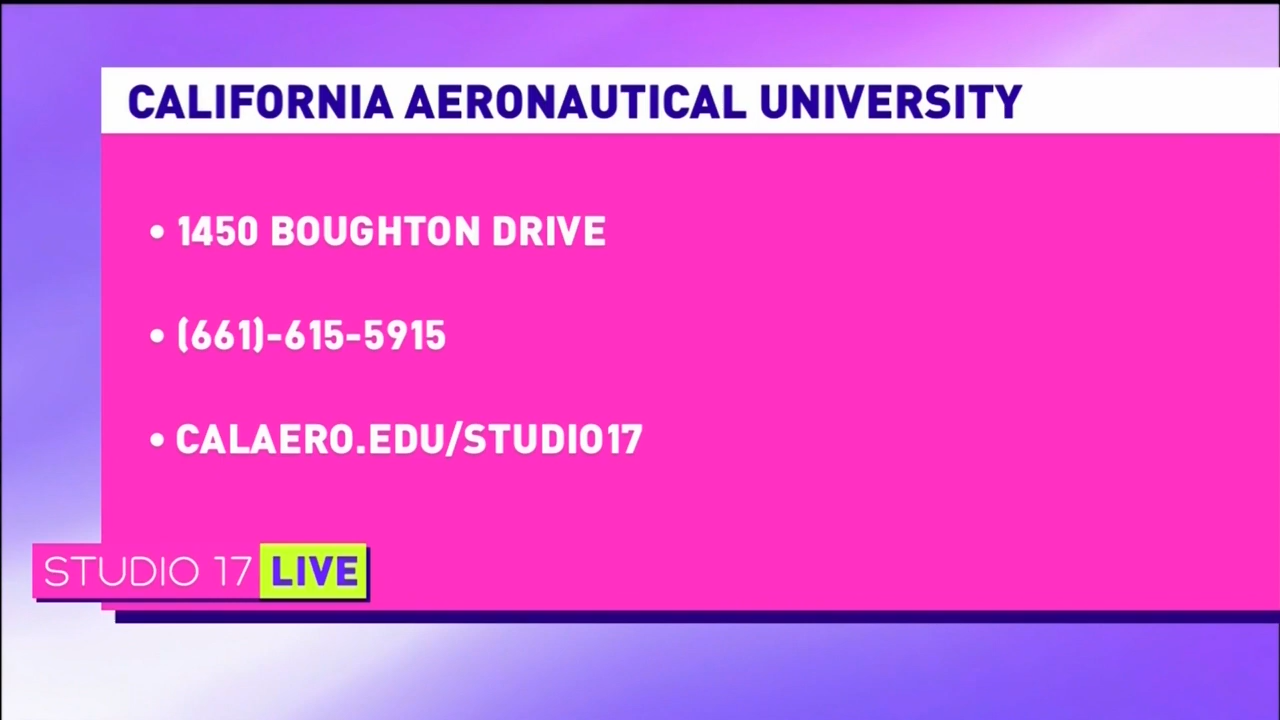 CALIFORNIA AERONAUTICAL UNIVERSITY
• 1450 BOUGHTON DRIVE
• (661)-615-5915
• CALAERO.EDU/STUDIO17
STUDIO 17 LIVE